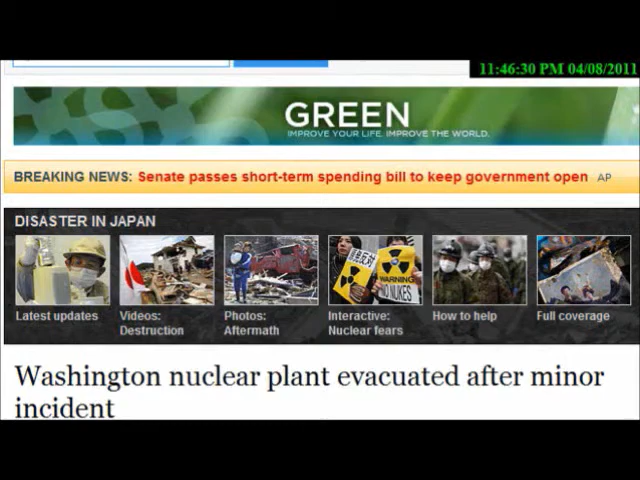 11:46:30 PM 04/08/2011
GREEN
IMPROVE YOUR LIFE. IMPROVE THE WORLD.
BREAKING NEWS: Senate passes short-term spending bill to keep government open AP
DISASTER IN JAPAN
Latest updates
Videos:
Destruction
Photos:
Aftermath
WARNING
NO NUKES
Interactive:
Nuclear fears
How to help
Full coverage
Washington nuclear plant evacuated after minor
incident